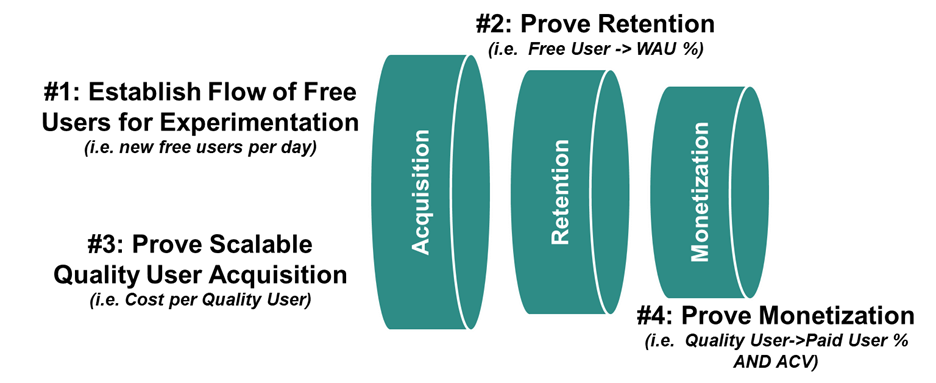 #2: Prove Retention
(i.e. Free User -> WAU %)
#1: Establish Flow of Free
Users for Experimentation
(i.e. new free users per day)
Acquisition
Retention
Monetization
#3: Prove Scalable
Quality User Acquisition
(i.e. Cost per Quality User)
#4: Prove Monetization
(i.e. Quality User->Paid User %
AND ACV)